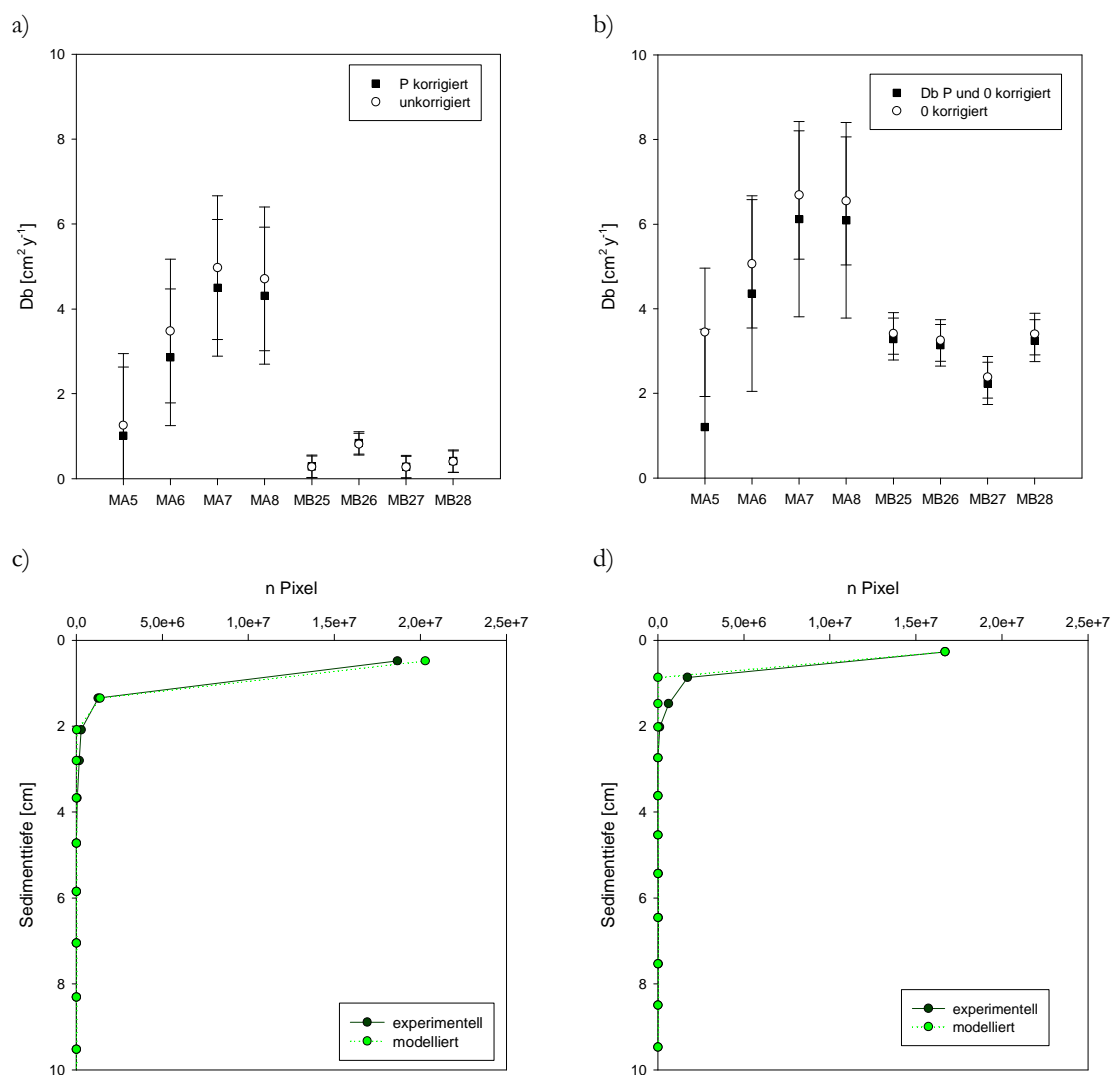 a)
10
8
6
4
2
0
Db [cm² y⁻¹]
P korrigiert
unkorrigiert
MA5 MA6 MA7 MA8 MB25 MB26 MB27 MB28
b)
10
8
6
4
2
0
Db [cm² y⁻¹]
Db P und 0 korrigiert
0 korrigiert
MA5 MA6 MA7 MA8 MB25 MB26 MB27 MB28
c)
n Pixel
0,0 5,0e+6 1,0e+7 1,5e+7 2,0e+7 2,5e+7
0
2
4
6
8
10
Sedimenttiefe [cm]
experimentell
modelliert
d)
n Pixel
0,0 5,0e+6 1,0e+7 1,5e+7 2,0e+7 2,5e+7
0
2
4
6
8
10
Sedimenttiefe [cm]
experimentell
modelliert